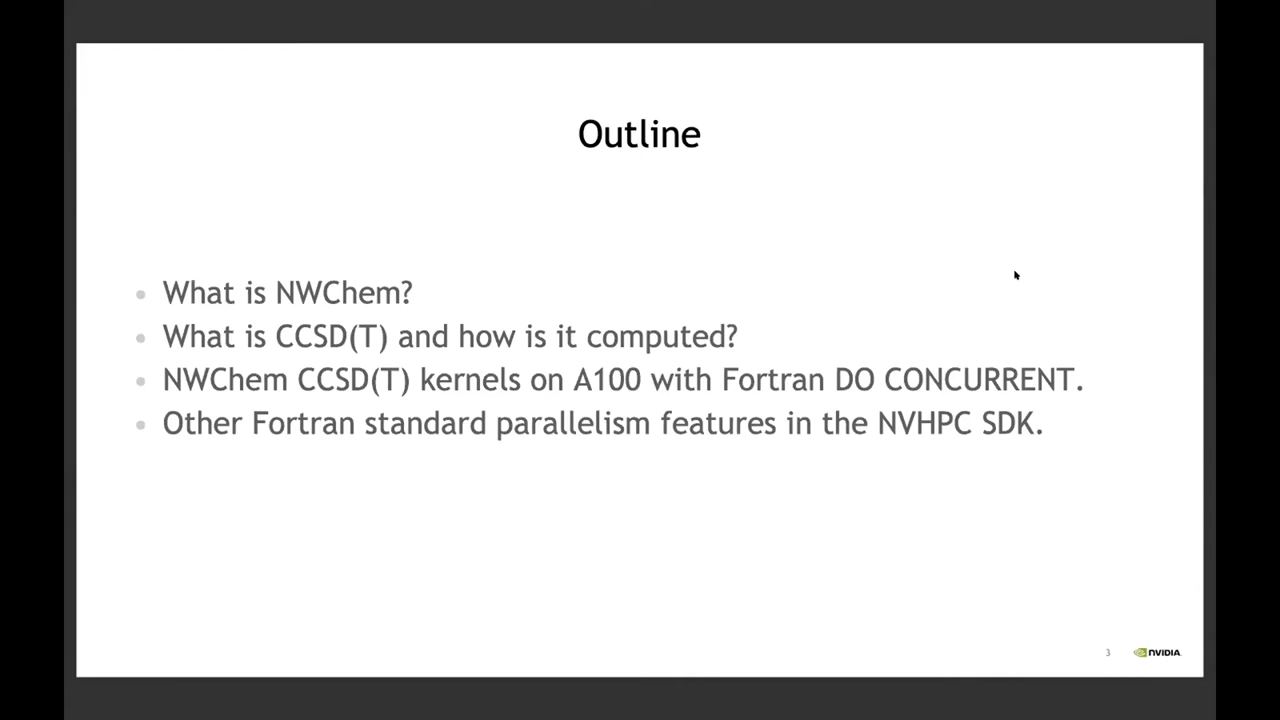 Outline
• What is NWChem?
• What is CCSD(T) and how is it computed?
• NWChem CCSD(T) kernels on A100 with Fortran DO CONCURRENT.
• Other Fortran standard parallelism features in the NVHPC SDK.
3
NVIDIA.